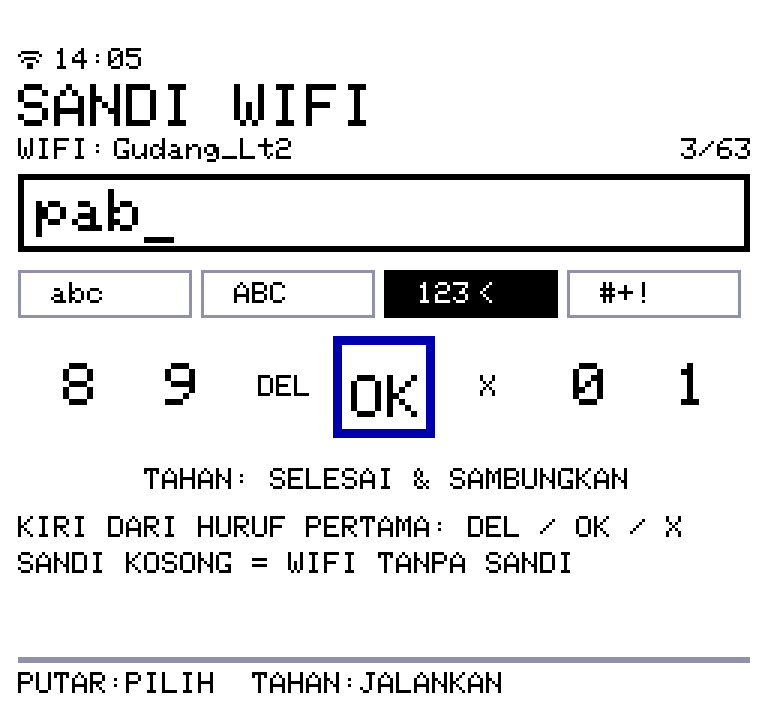 14:05
SANDI WIFI
WIFI: Gudang_Lt2 3/63
pab_
abc ABC 123 < #+!
8 9 DEL OK X 0 1
TAHAN: SELESAI & SAMBUNGKAN
KIRI DARI HURUF PERTAMA: DEL / OK / X
SANDI KOSONG = WIFI TANPA SANDI
PUTAR:PILIH TAHAN:JALANKAN